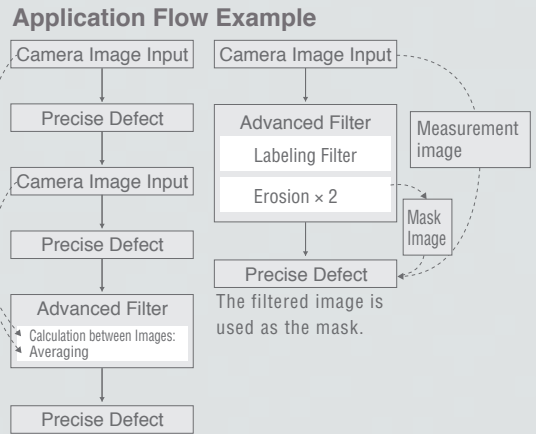 Application Flow Example
Camera Image Input
Precise Defect
Camera Image Input
Precise Defect
Advanced Filter
Calculation between Images:
Averaging
Precise Defect
Camera Image Input
Advanced Filter
Labeling Filter
Erosion × 2
Measurement
image
Mask
Image
Precise Defect
The filtered image is
used as the mask.